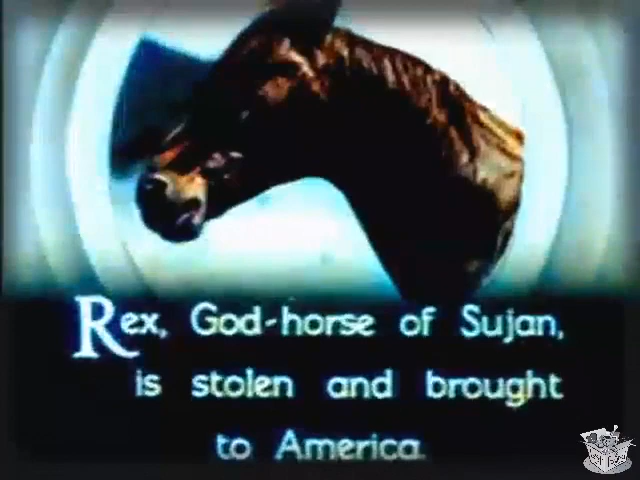 Rex, God-horse of Sujan,
is stolen and brought
to America.